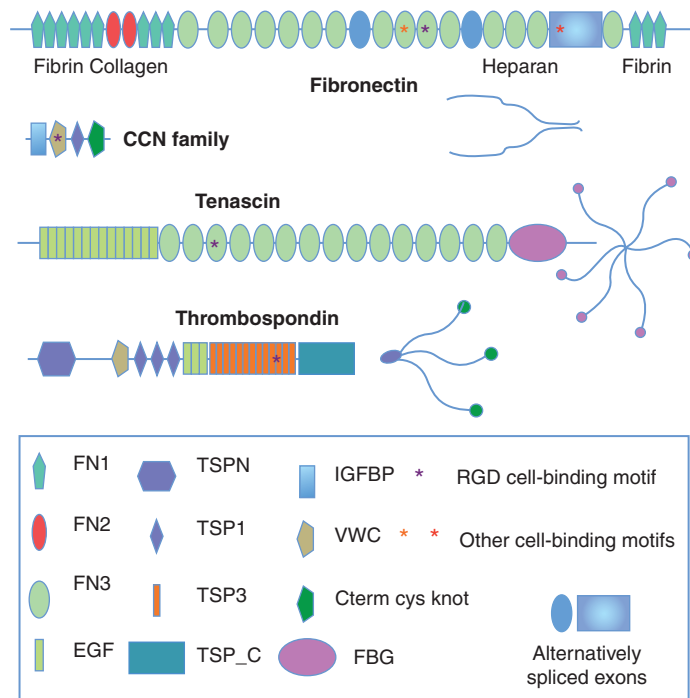 Fibrin Collagen
Heparan
Fibrin
Fibronectin
* * * *
CCN family
*
Tenascin
*
Thrombospondin
*
FN1
TSPN
IGFBP * RGD cell-binding motif
FN2
TSP1
VWC * * Other cell-binding motifs
FN3
TSP3
Cterm cys knot
EGF
TSP_C
FBG
Alternatively
spliced exons